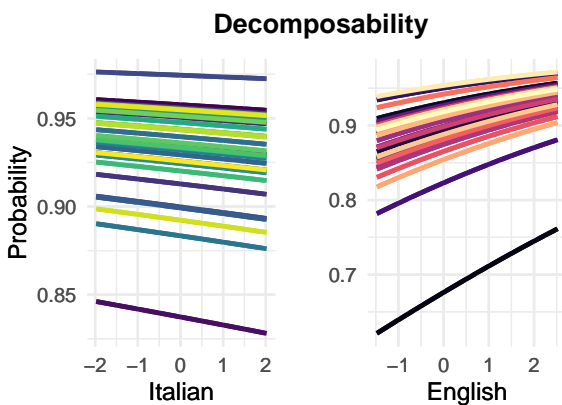 Decomposability
Probability
0.95
0.90
0.85
−2 −1 0 1 2
Italian
0.9
0.8
0.7
−1 0 1 2
English